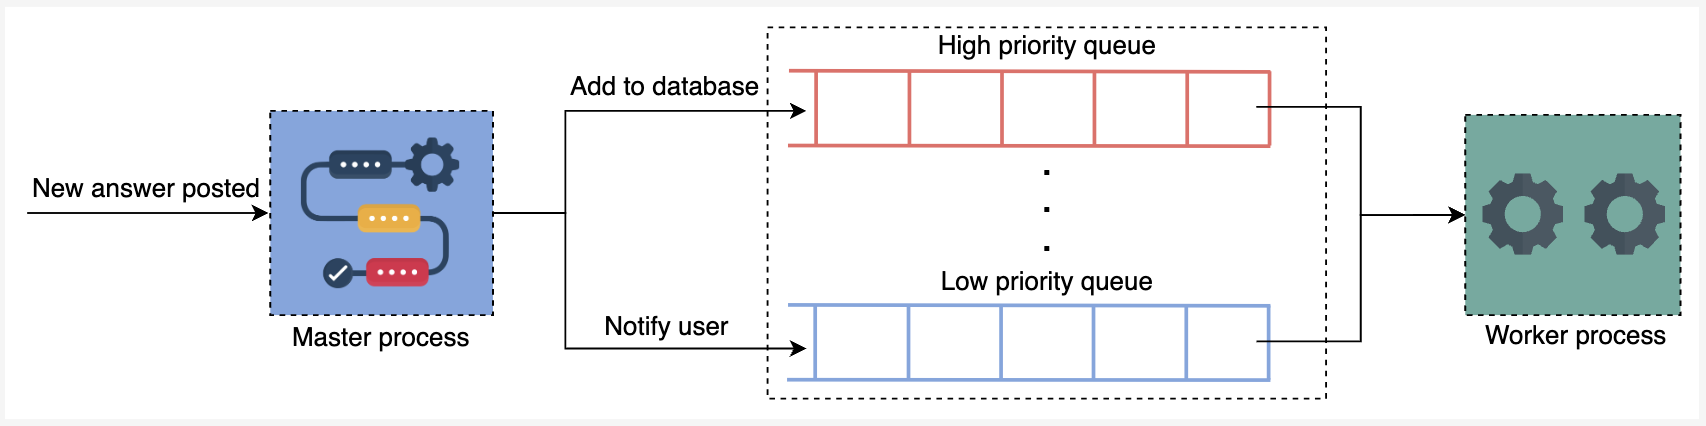 High priority queue
Add to database
New answer posted
Low priority queue
Notify user
Master process
Worker process